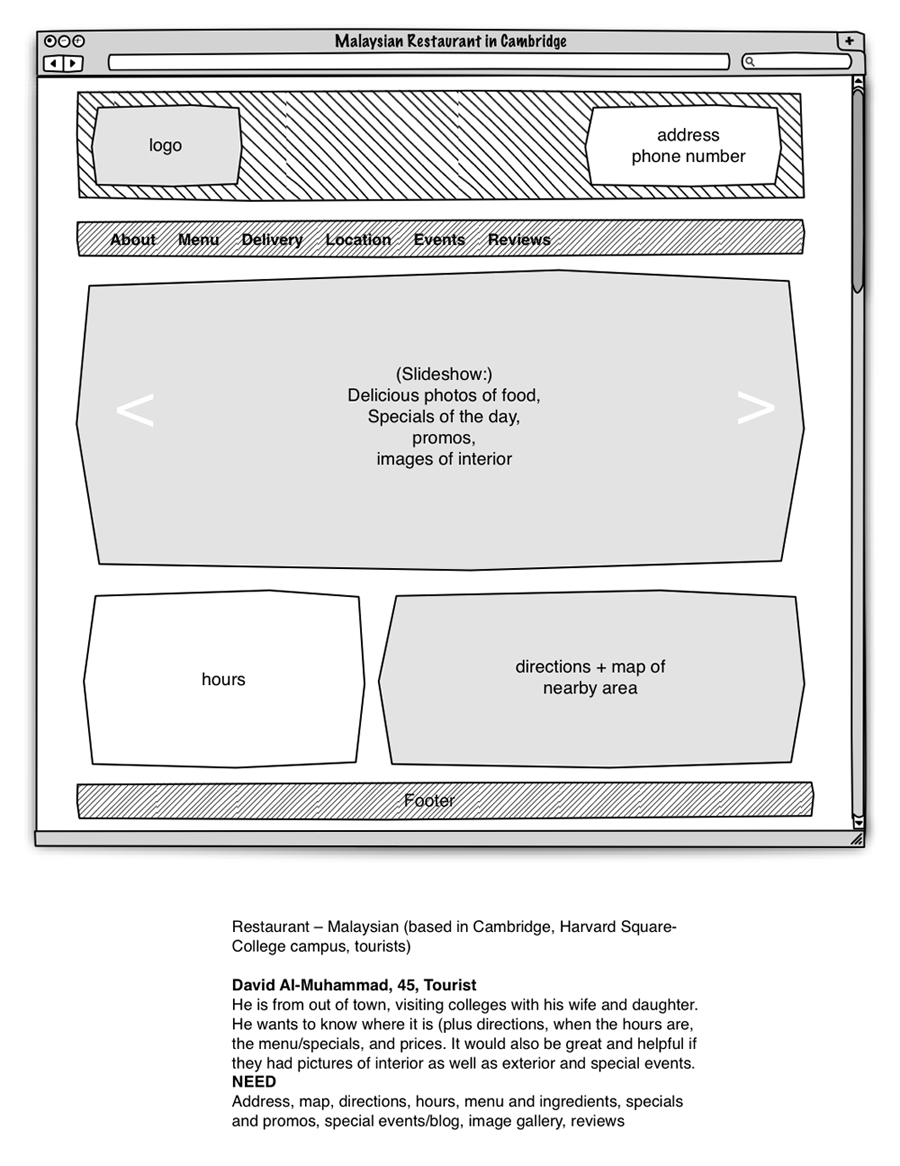 Malaysian Restaurant in Cambridge
logo
address
phone number
About Menu Delivery Location Events Reviews
(Slideshow:)
Delicious photos of food,
Specials of the day,
promos,
images of interior
< >
hours
directions + map of
nearby area
Footer
Restaurant – Malaysian (based in Cambridge, Harvard Square-
College campus, tourists)
David Al-Muhammad, 45, Tourist
He is from out of town, visiting colleges with his wife and daughter.
He wants to know where it is (plus directions, when the hours are,
the menu/specials, and prices. It would also be great and helpful if
they had pictures of interior as well as exterior and special events.
NEED
Address, map, directions, hours, menu and ingredients, specials
and promos, special events/blog, image gallery, reviews